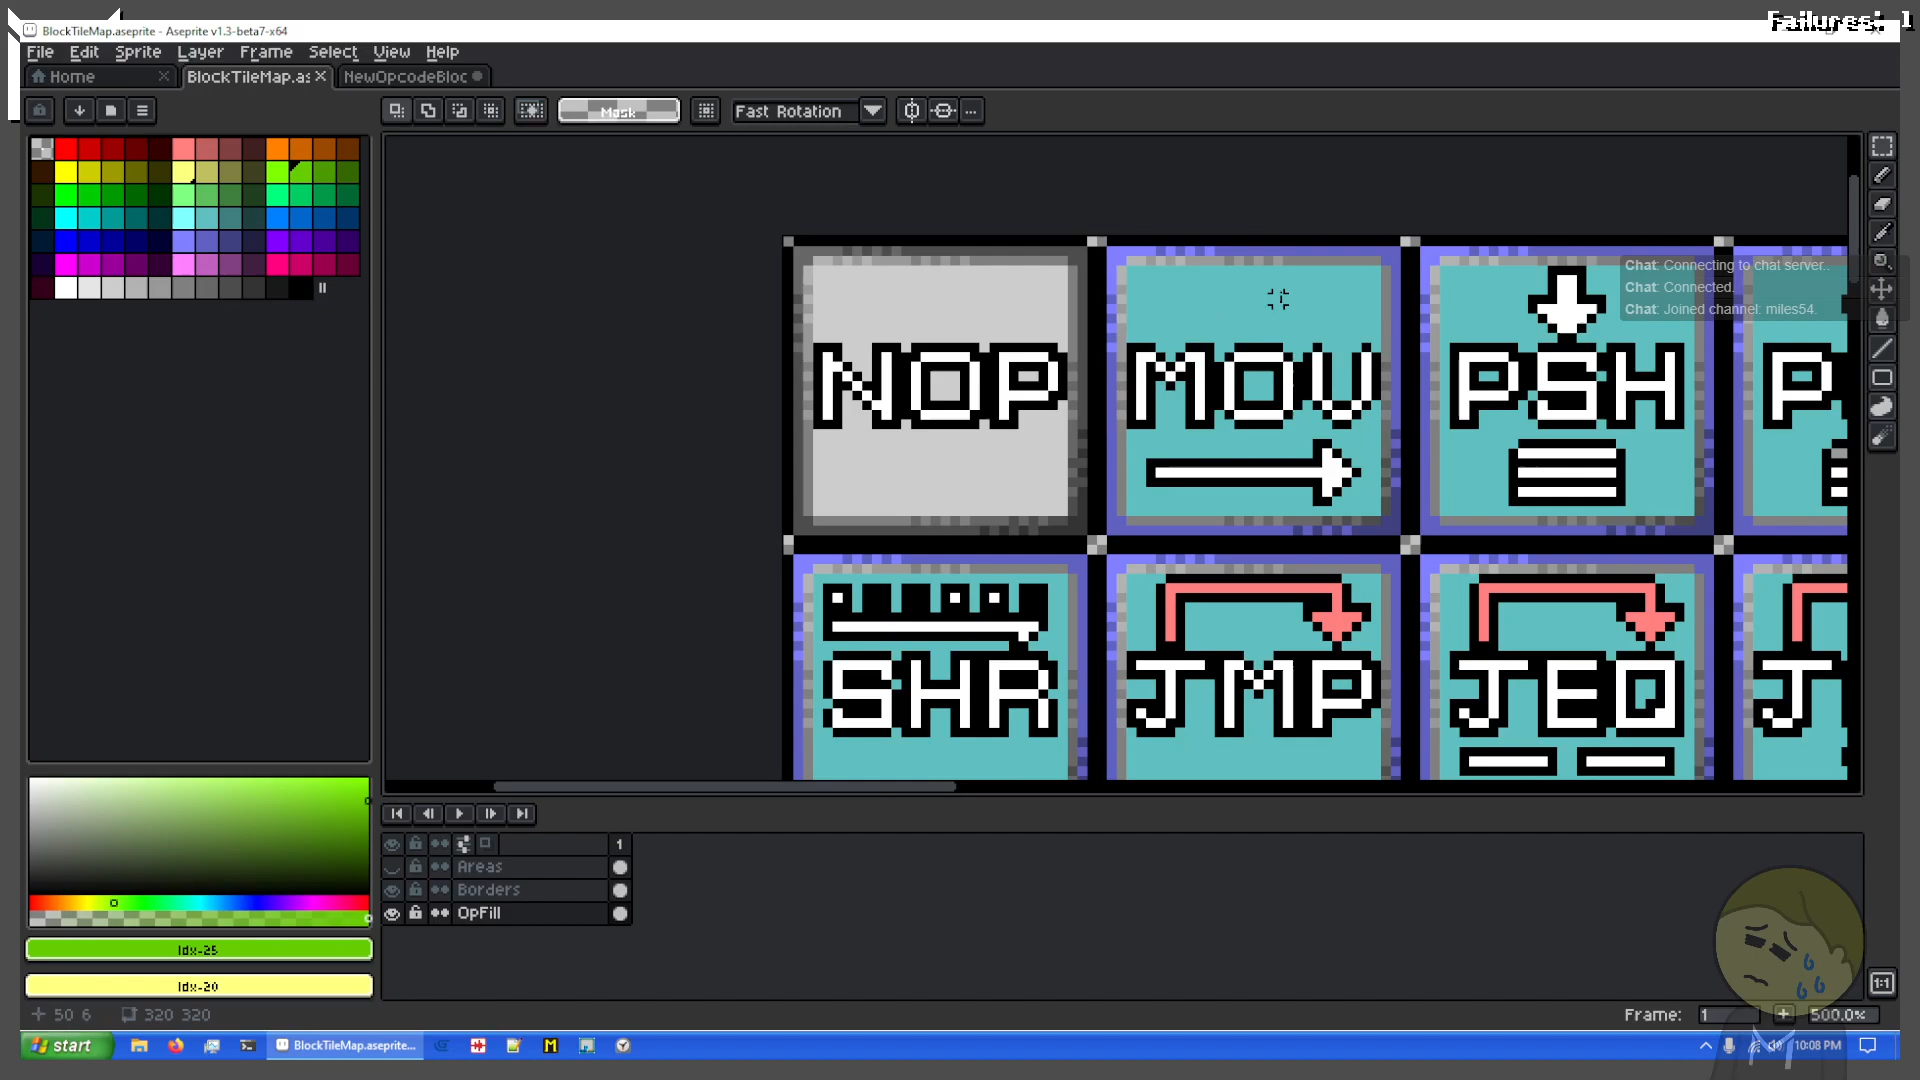 Failures: 1
BlockTileMap.aseprite - Aseprite v1.3-beta7-x64
File Edit Sprite Layer Frame Select View Help
Home
BlockTileMap.as
NewOpcodeBloc
Mask
Fast Rotation
Chat: Connecting to chat server..
Chat: Connected.
Chat: Joined channel: miles54.
NOP
MOV
PSH
P
SHR
JMP
JEQ
J
1
Areas
Borders
OpFill
Idx-25
Idx-20
50 6
320 320
Frame: 1
500.0%
1:1
start
BlockTileMap.aseprite...
10:08 PM